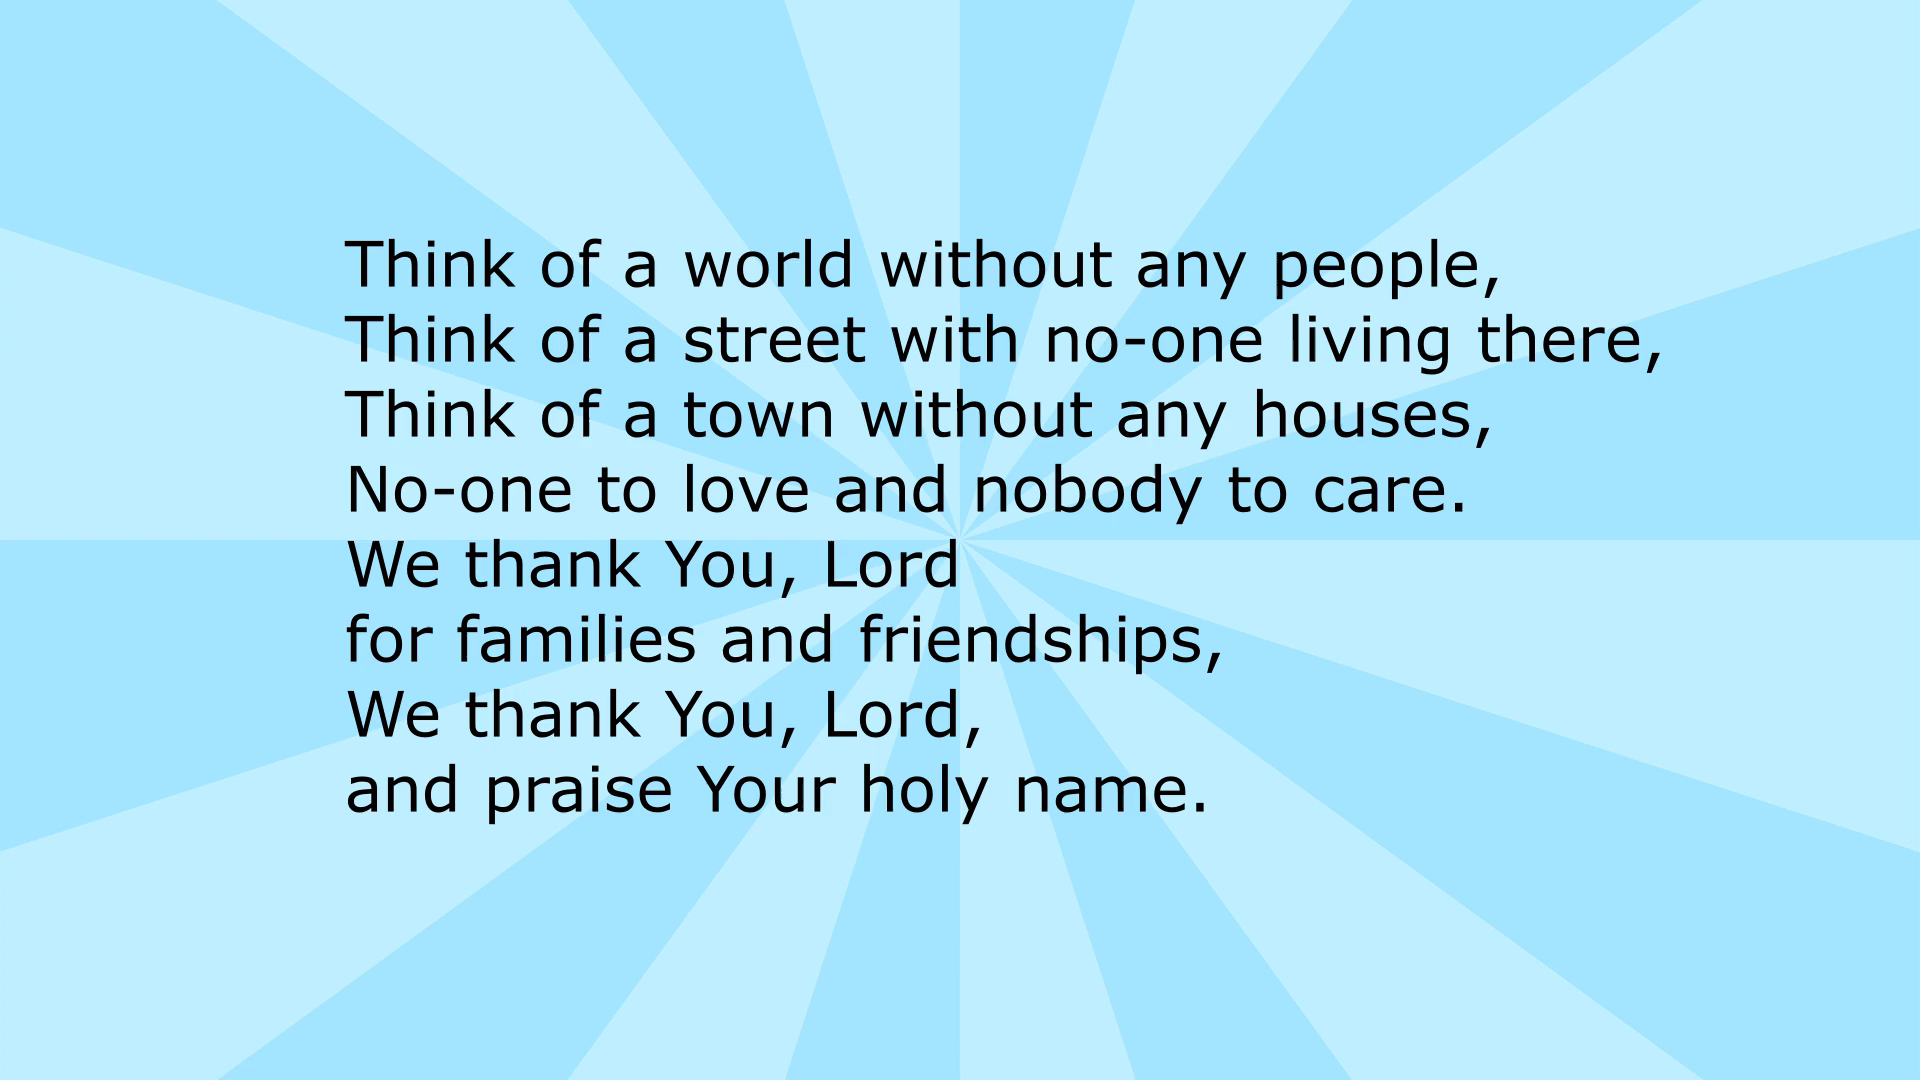 Think of a world without any people,
Think of a street with no-one living there,
Think of a town without any houses,
No-one to love and nobody to care.
We thank You, Lord
for families and friendships,
We thank You, Lord,
and praise Your holy name.